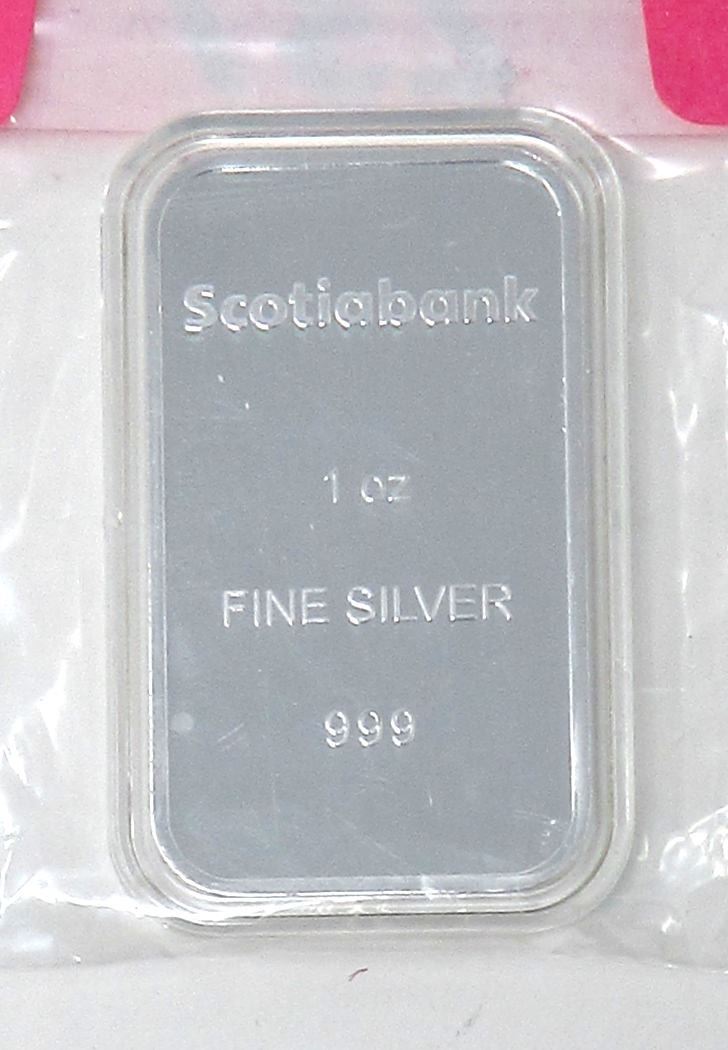 Scotiabank
1 oz
FINE SILVER
999